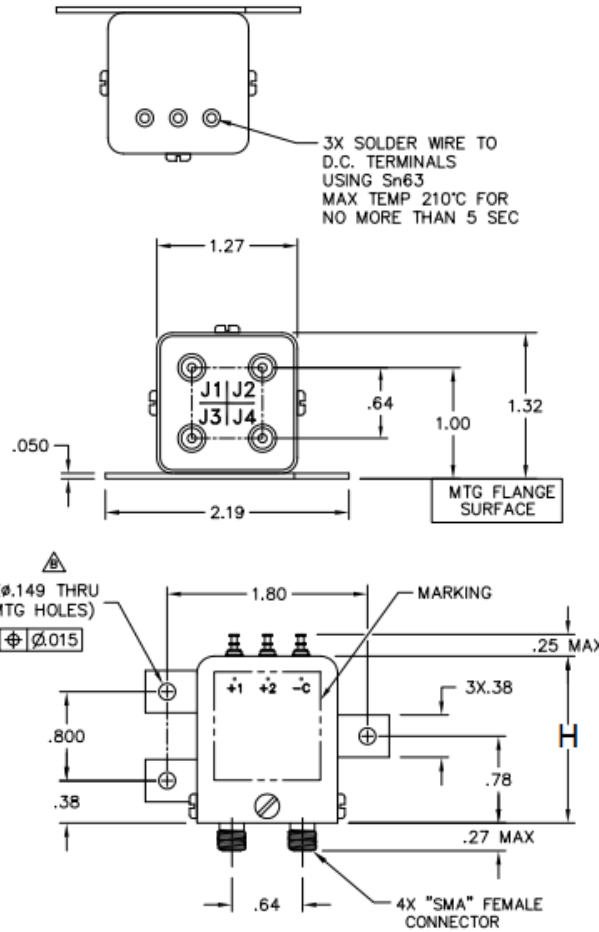 3X SOLDER WIRE TO
D.C. TERMINALS
USING Sn63
MAX TEMP 210°C FOR
NO MORE THAN 5 SEC
1.27
J1 J2
J3 J4
.64
1.00
1.32
.050
2.19
MTG FLANGE
SURFACE
B
ø.149 THRU
MTG HOLES)
⌖ Ø.015
1.80
MARKING
.25 MAX
+1 +2 -C
3X.38
H
.800
.78
.38
.27 MAX
.64
4X "SMA" FEMALE
CONNECTOR